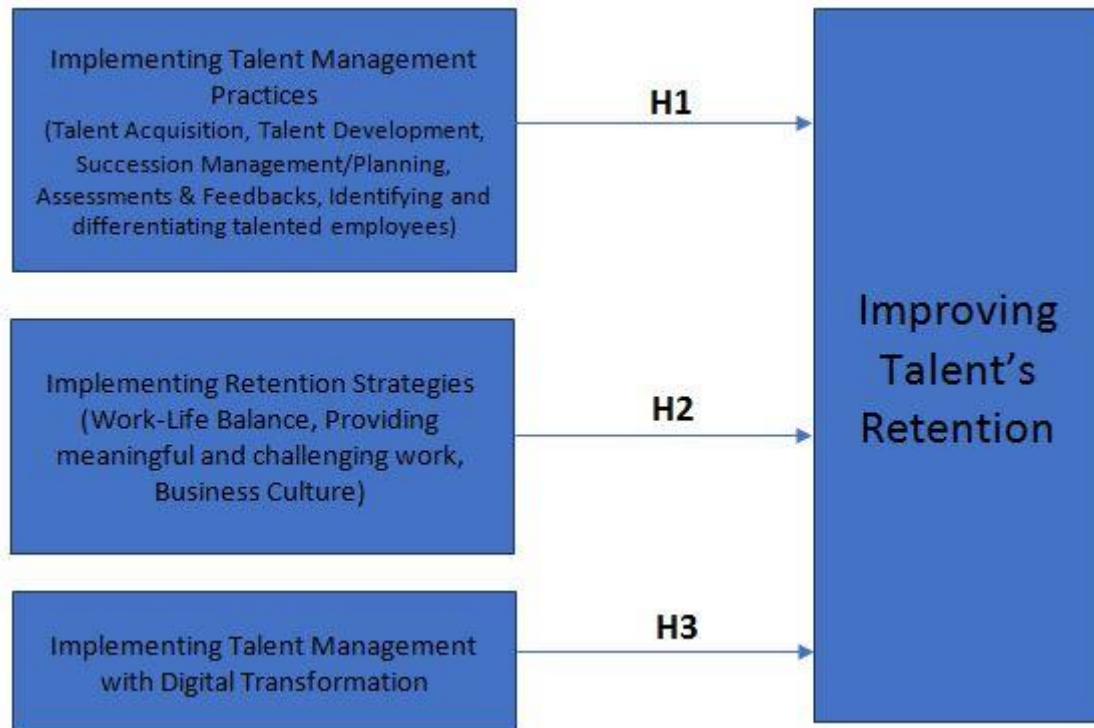 Implementing Talent Management
Practices
(Talent Acquisition, Talent Development,
Succession Management/Planning,
Assessments & Feedbacks, Identifying and
differentiating talented employees)
H1
Implementing Retention Strategies
(Work-Life Balance, Providing
meaningful and challenging work,
Business Culture)
H2
Implementing Talent Management
with Digital Transformation
H3
Improving
Talent's
Retention